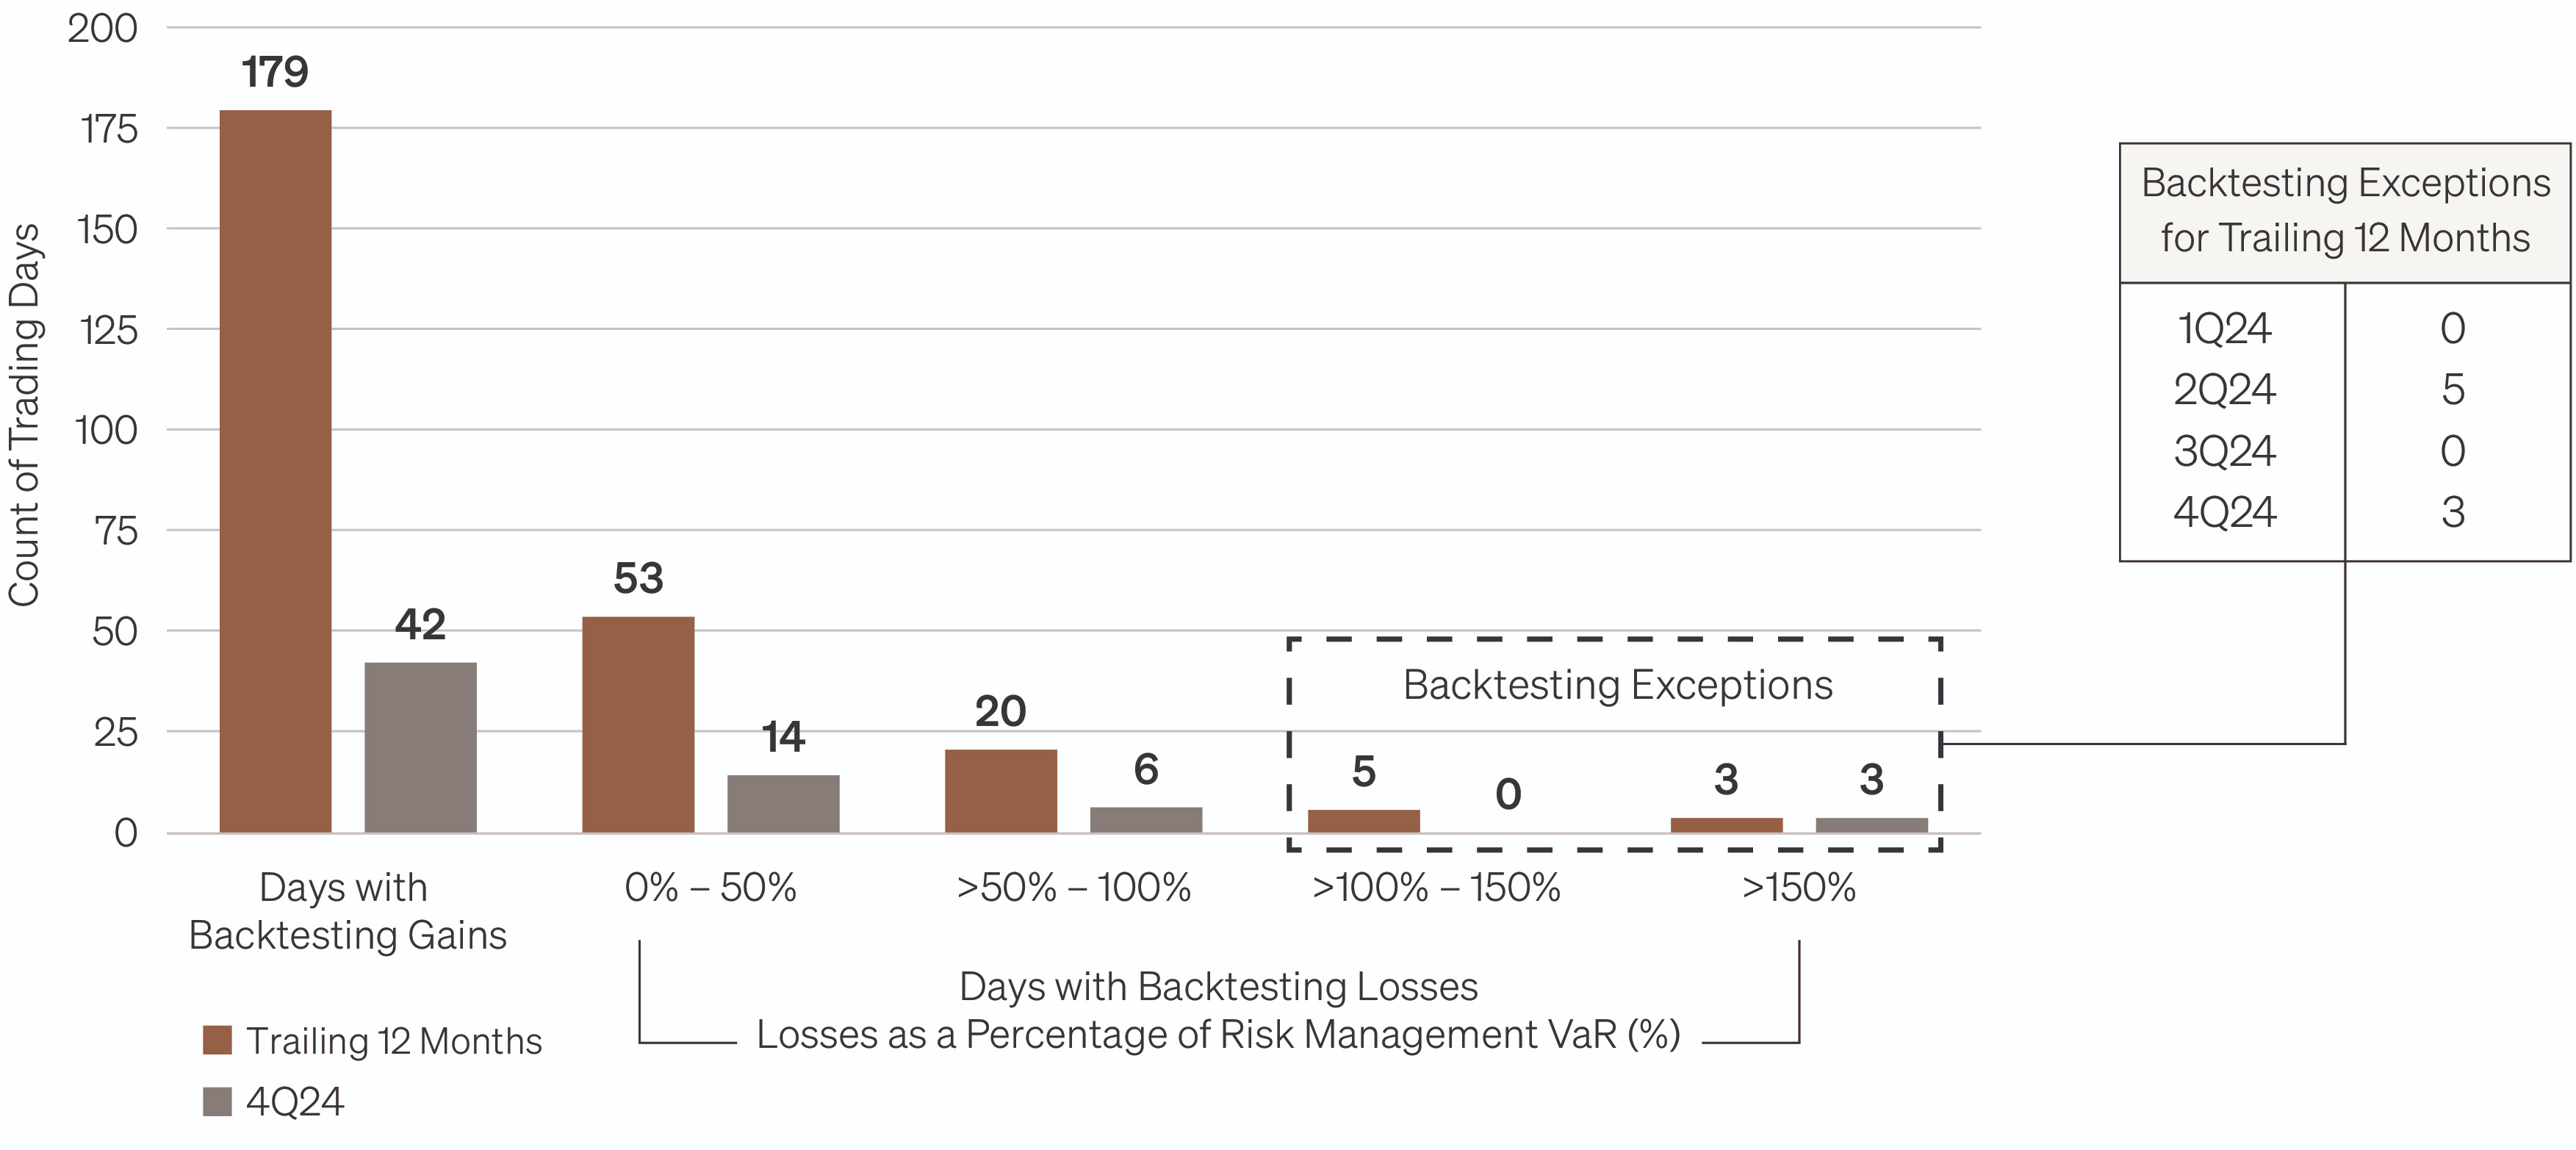 Count of Trading Days
200
175
150
125
100
75
50
25
0
179
42
53
14
20
6
Backtesting Exceptions
5
0
3
3
Days with
Backtesting Gains
0% – 50%
>50% – 100%
>100% – 150%
>150%
Days with Backtesting Losses
Losses as a Percentage of Risk Management VaR (%)
Trailing 12 Months
4Q24
Backtesting Exceptions
for Trailing 12 Months
1Q24 0
2Q24 5
3Q24 0
4Q24 3